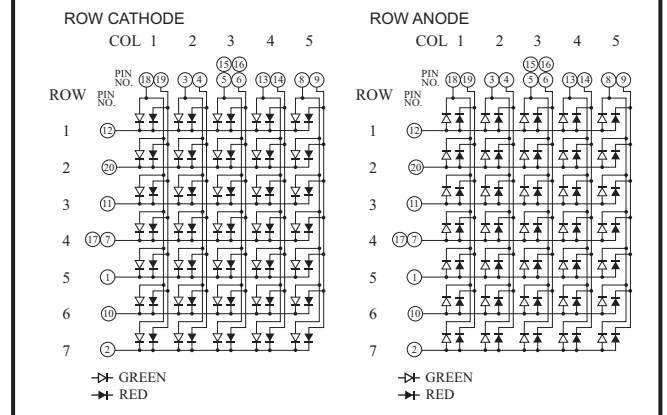 ROW CATHODE
COL 1 2 3 4 5
15 16
PIN NO. 18 19 3 4 5 6 13 14 8 9
ROW PIN NO.
1 12
2 20
3 11
4 17 7
5 1
6 10
7 2
GREEN
RED
ROW ANODE
COL 1 2 3 4 5
15 16
PIN NO. 18 19 3 4 5 6 13 14 8 9
ROW PIN NO.
1 12
2 20
3 11
4 17 7
5 1
6 10
7 2
GREEN
RED